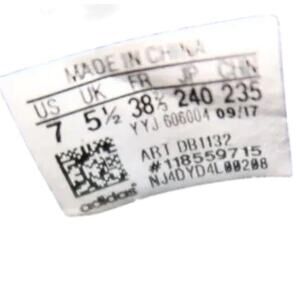 MADE IN CHINA
US UK FR JP CHN
7 5½ 38⅔ 240 235
YYJ 606004 09/17
ART DB1132
#118559715
NJ4DYD4L00208
adidas